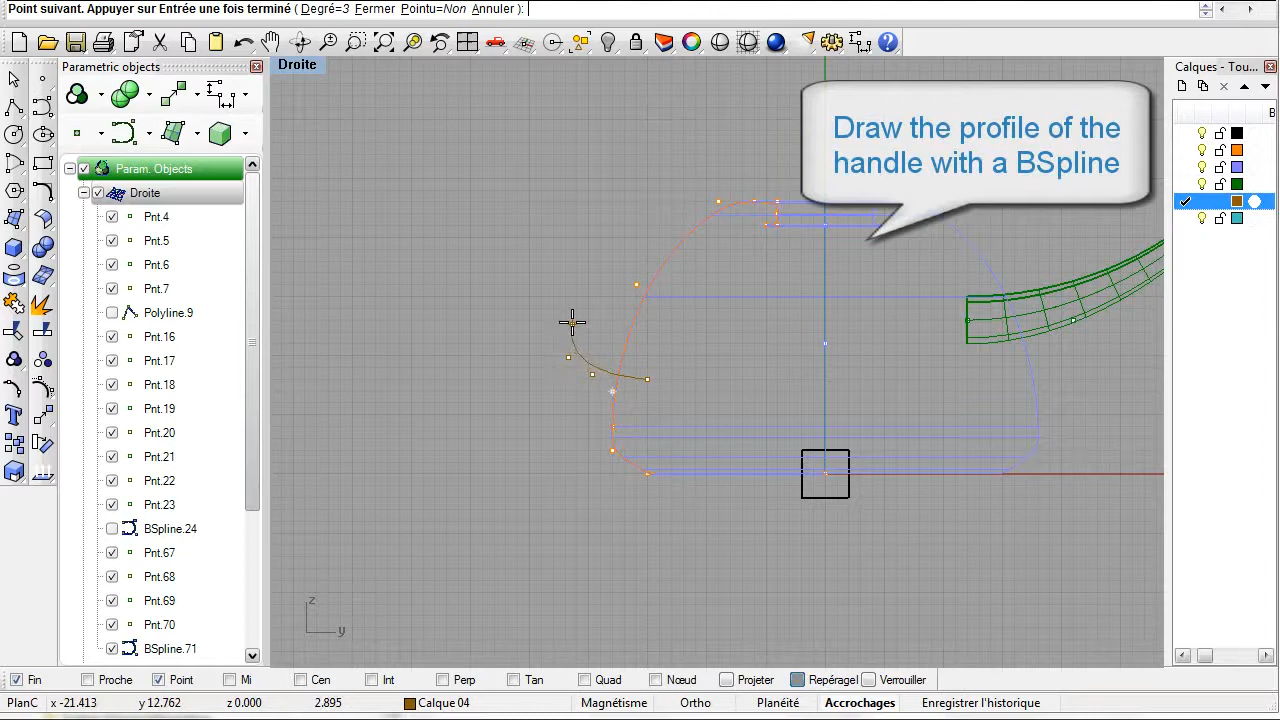 Point suivant. Appuyer sur Entrée une fois terminé ( Degré=3 Fermer Pointu=Non Annuler ):
Parametric objects
Droite
Calques - Tou...
B
Draw the profile of the
handle with a BSpline
Param. Objects
Droite
Pnt.4
Pnt.5
Pnt.6
Pnt.7
Polyline.9
Pnt.16
Pnt.17
Pnt.18
Pnt.19
Pnt.20
Pnt.21
Pnt.22
Pnt.23
BSpline.24
Pnt.67
Pnt.68
Pnt.69
Pnt.70
BSpline.71
z
y
Fin Proche Point Mi Cen Int Perp Tan Quad Nœud Projeter Repéragel Verrouiller
PlanC x -21.413 y 12.762 z 0.000 2.895 Calque 04 Magnétisme Ortho Planéité Accrochages Enregistrer l'historique